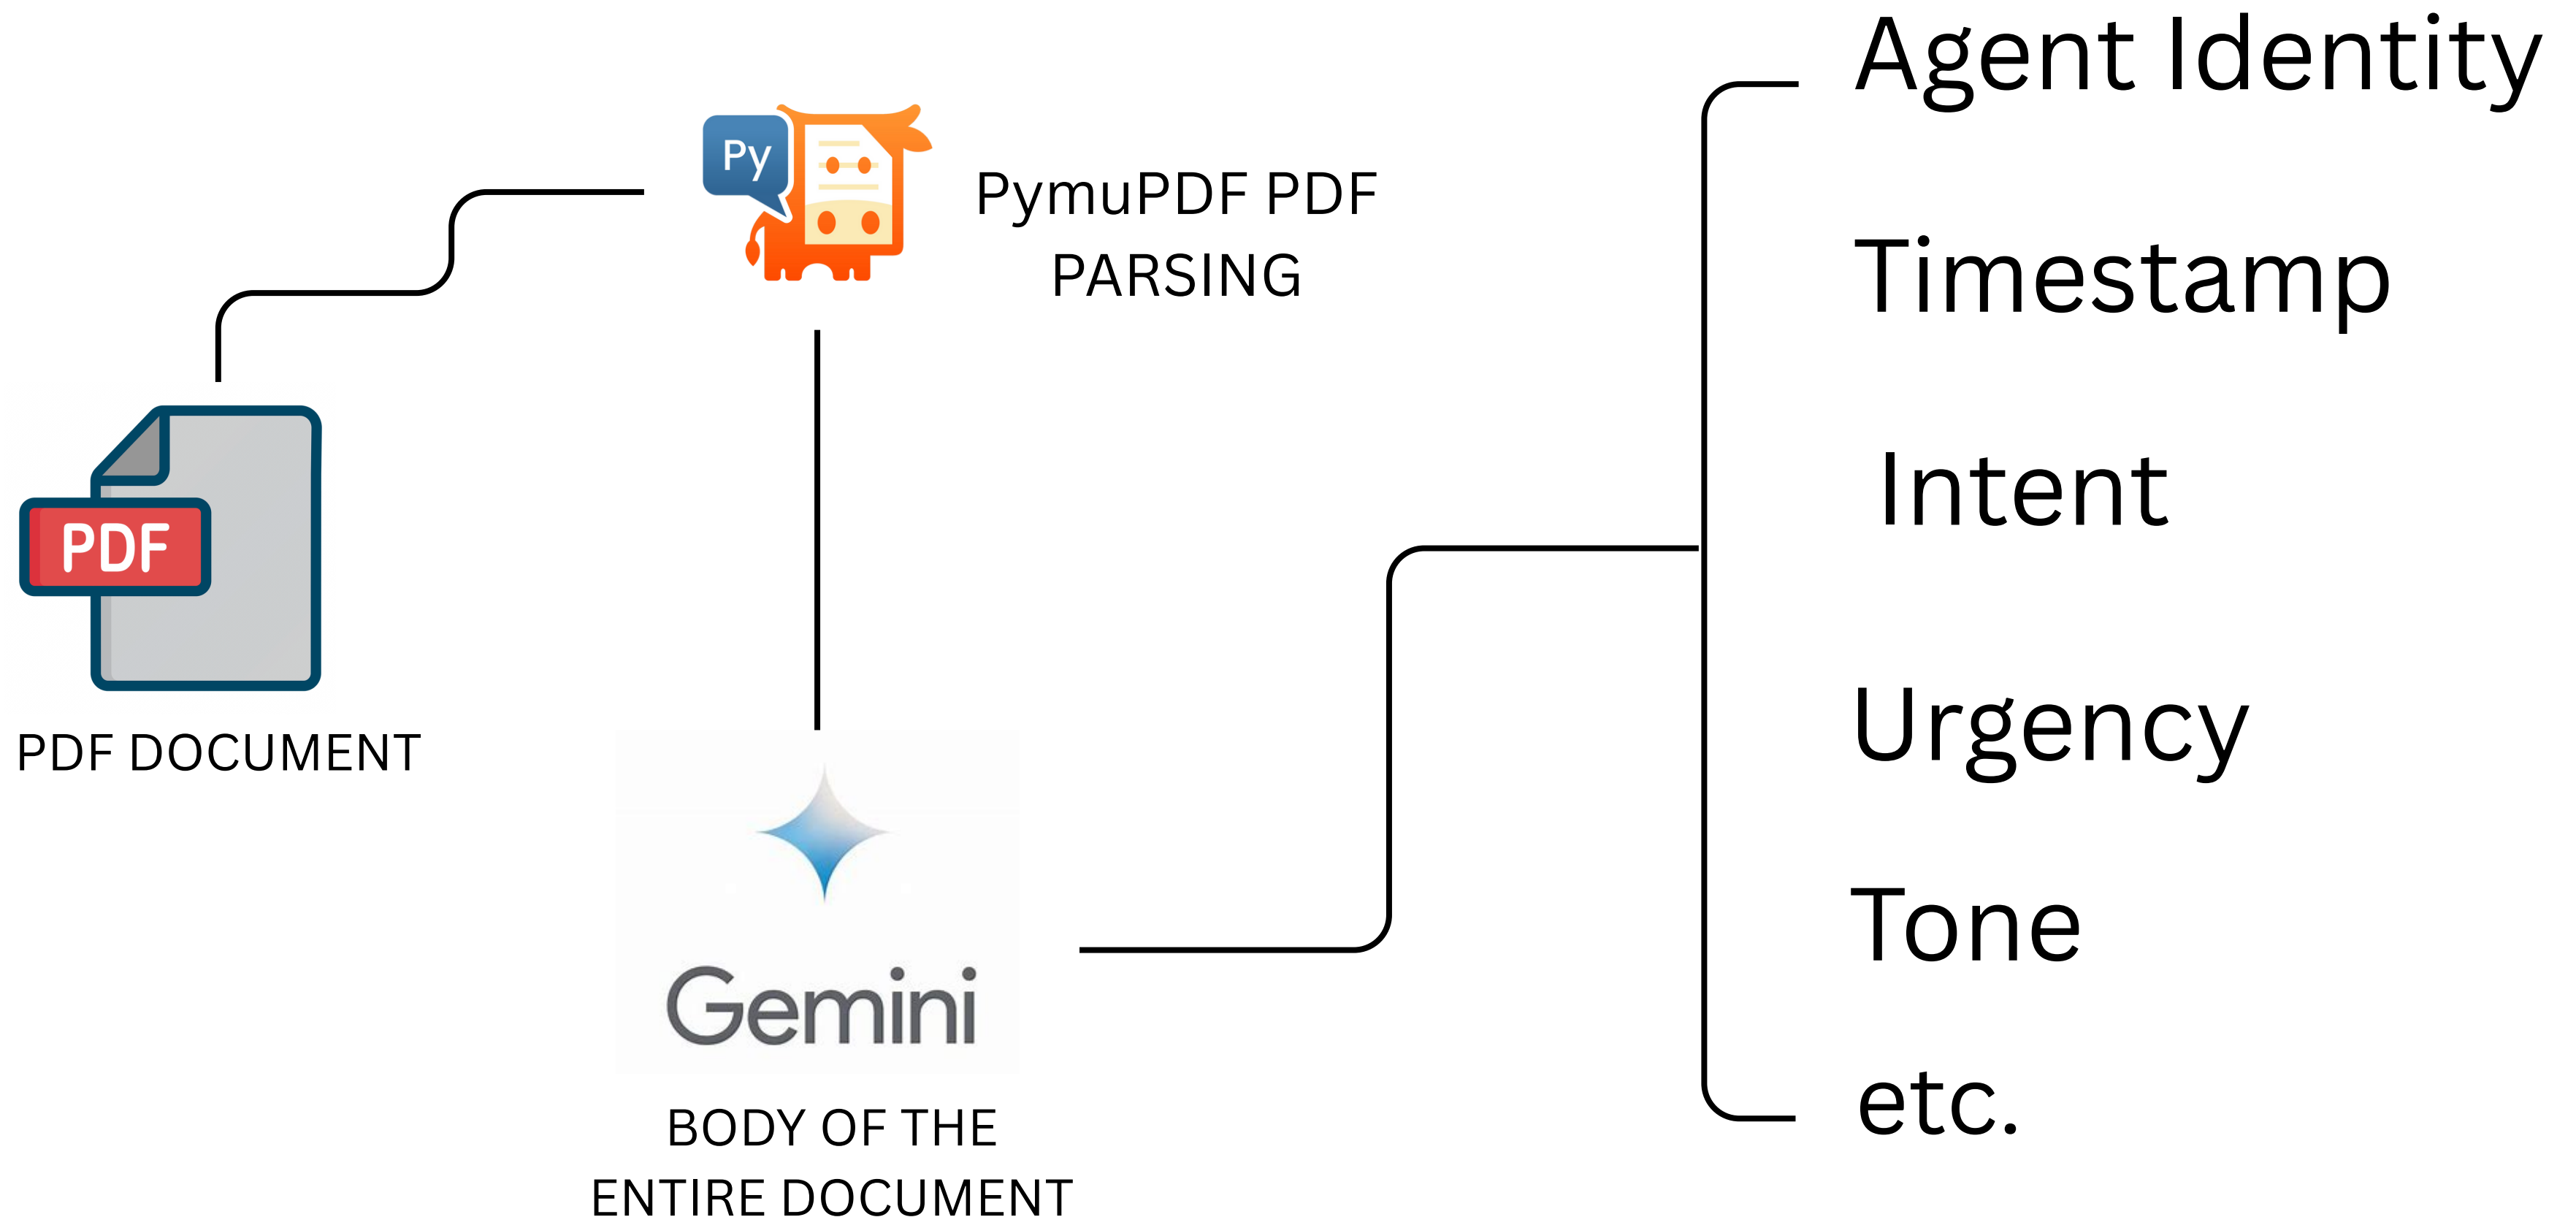 Py
PymuPDF PDF
PARSING
PDF
PDF DOCUMENT
Gemini
BODY OF THE
ENTIRE DOCUMENT
Agent Identity
Timestamp
Intent
Urgency
Tone
etc.